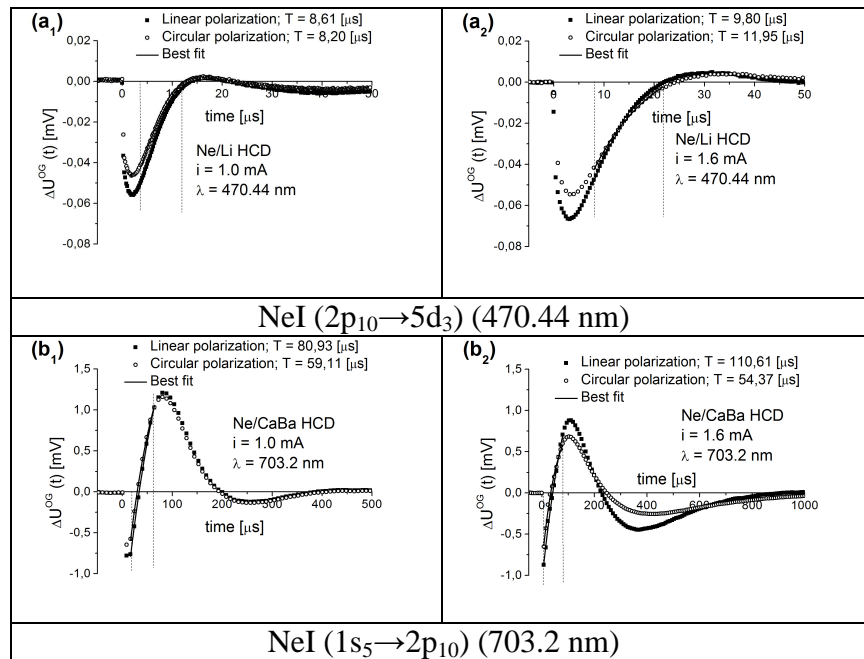 (a₁)
■ Linear polarization; T = 8,61 [μs]
○ Circular polarization; T = 8,20 [μs]
— Best fit
0,04
0,02
0,00
-0,02
-0,04
-0,06
-0,08
ΔU^OG (t) [mV]
0 10 20 30 40 50
time [μs]
Ne/Li HCD
i = 1.0 mA
λ = 470.44 nm
(a₂)
■ Linear polarization; T = 9,80 [μs]
○ Circular polarization; T = 11,95 [μs]
— Best fit
0,04
0,02
0,00
-0,02
-0,04
-0,06
-0,08
ΔU^OG (t) [mV]
0 10 20 30 40 50
time [μs]
Ne/Li HCD
i = 1.6 mA
λ = 470.44 nm
NeI (2p₁₀→5d₃) (470.44 nm)
(b₁)
■ Linear polarization; T = 80,93 [μs]
○ Circular polarization; T = 59,11 [μs]
— Best fit
1,5
1,0
0,5
0,0
-0,5
-1,0
ΔU^OG (t) [mV]
Ne/CaBa HCD
i = 1.0 mA
λ = 703.2 nm
0 100 200 300 400 500
time [μs]
(b₂)
■ Linear polarization; T = 110,61 [μs]
○ Circular polarization; T = 54,37 [μs]
— Best fit
1,5
1,0
0,5
0,0
-0,5
-1,0
ΔU^OG (t) [mV]
Ne/CaBa HCD
i = 1.6 mA
λ = 703.2 nm
time [μs]
0 200 400 600 800 1000
NeI (1s₅→2p₁₀) (703.2 nm)